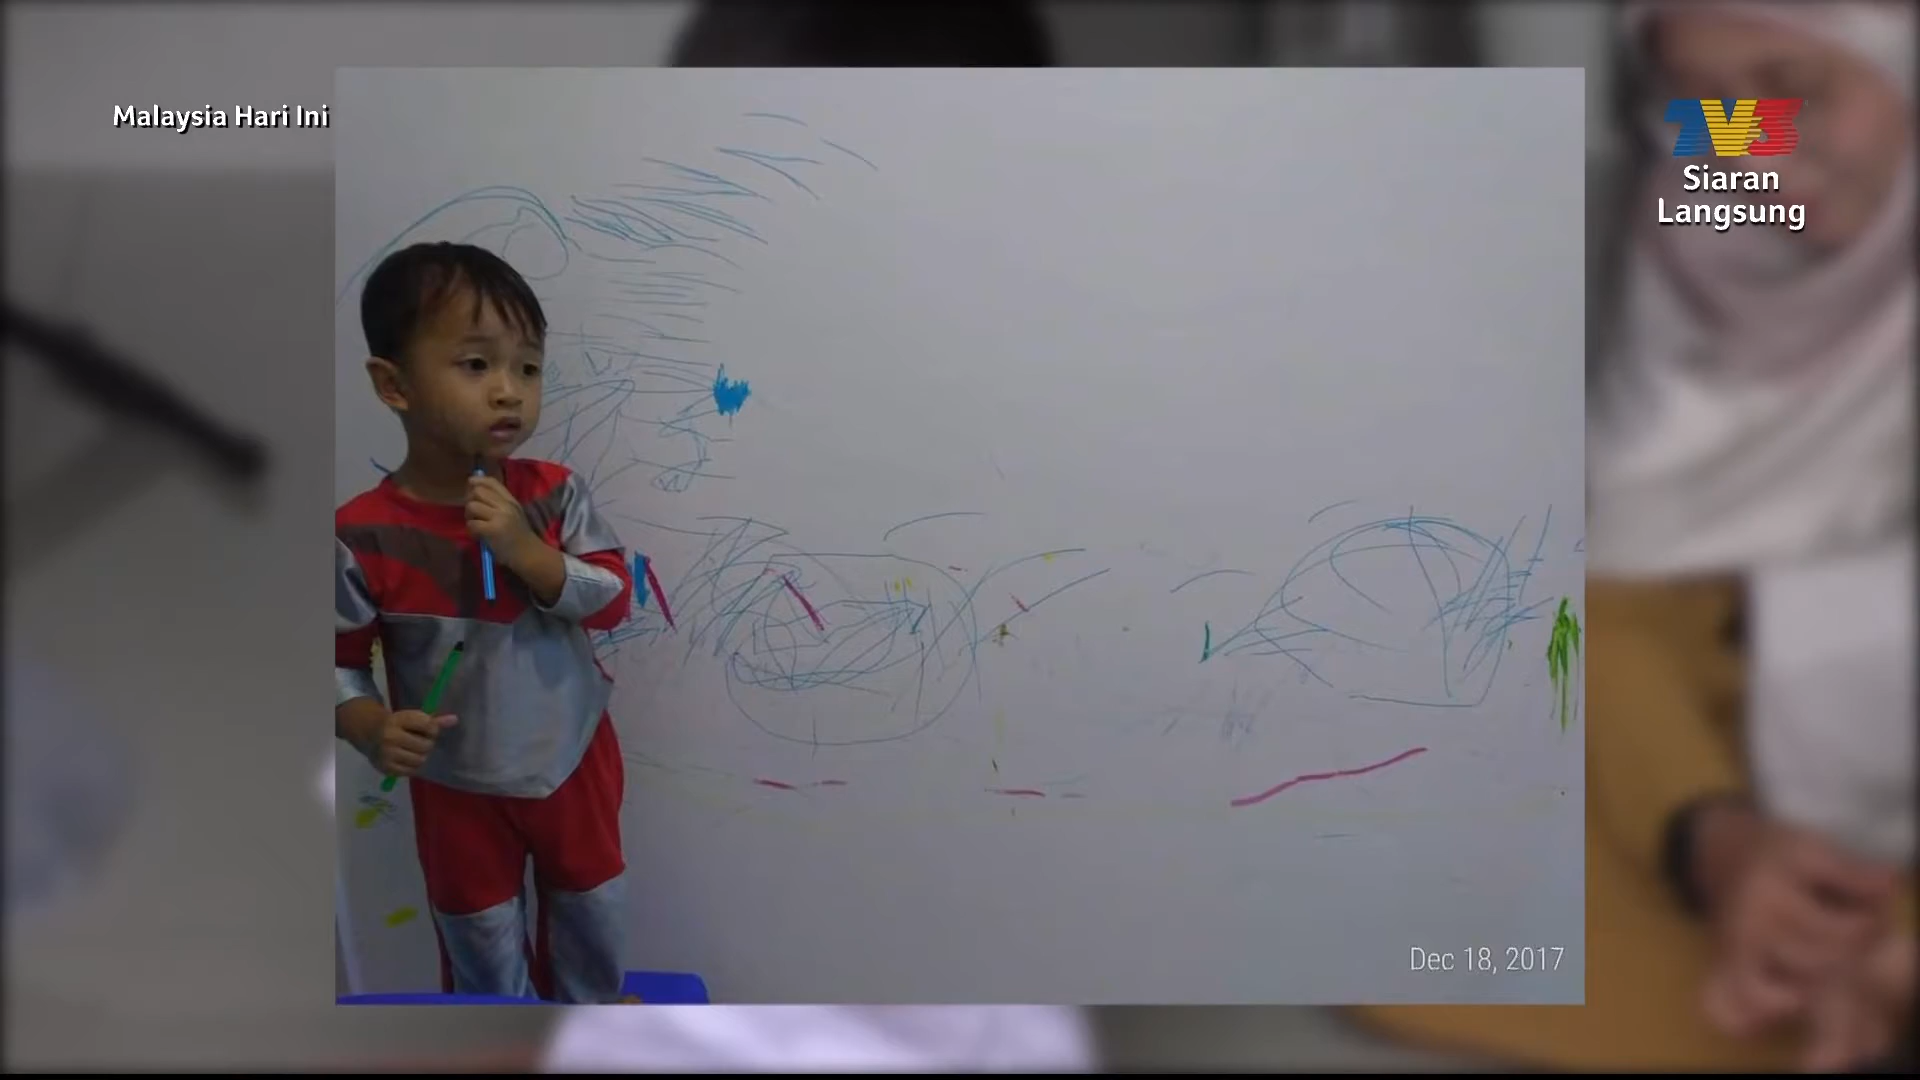 Malaysia Hari Ini
TV3
Siaran
Langsung
Dec 18, 2017